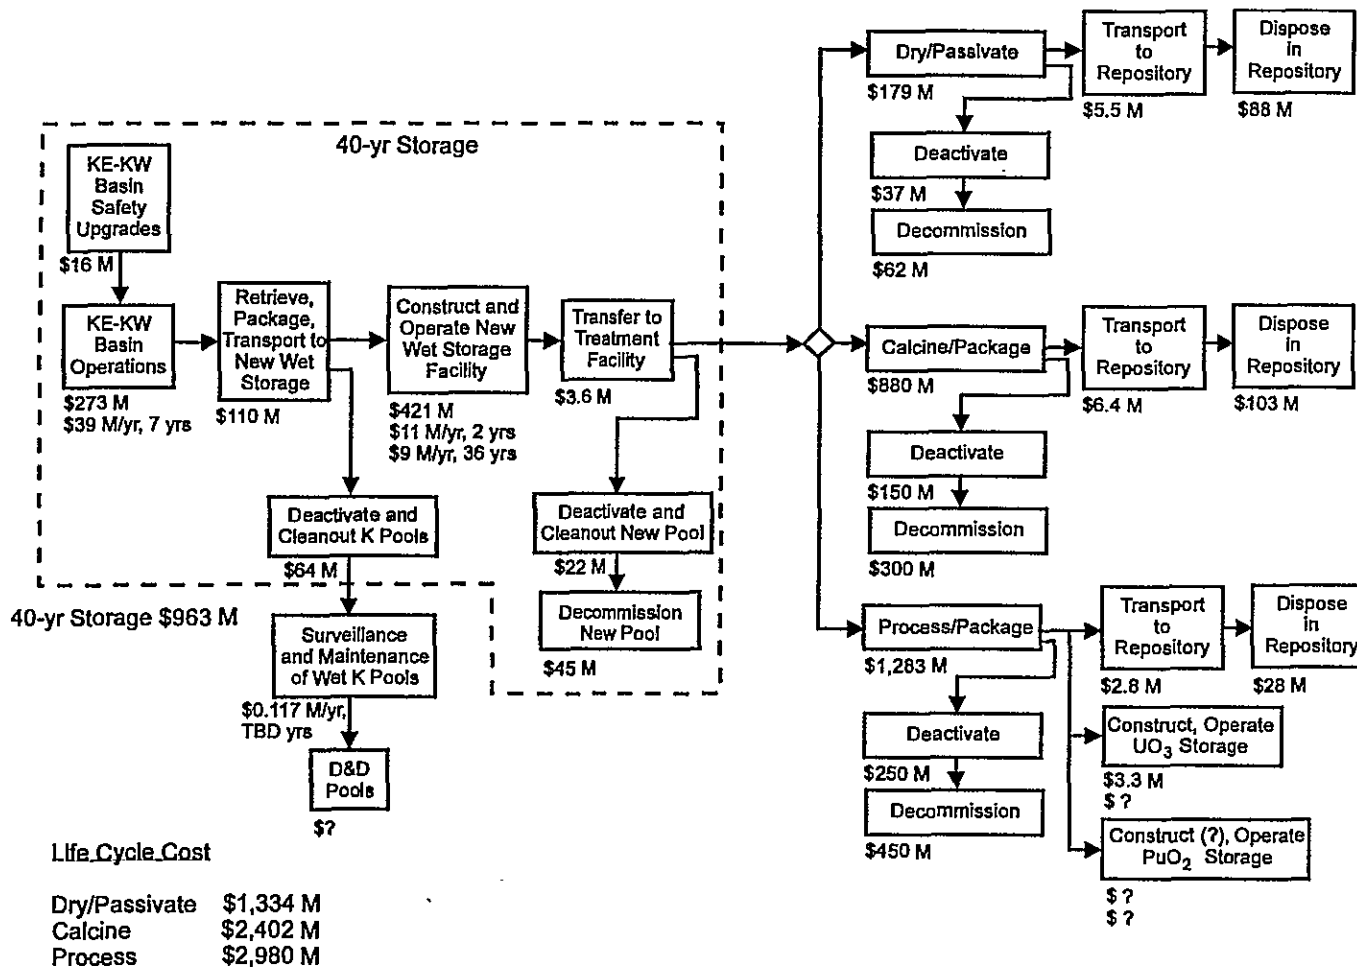 40-yr Storage
KE-KW
Basin
Safety
Upgrades
$16 M
KE-KW
Basin
Operations
$273 M
$39 M/yr, 7 yrs
Retrieve,
Package,
Transport to
New Wet
Storage
$110 M
Construct and
Operate New
Wet Storage
Facility
$421 M
$11 M/yr, 2 yrs
$9 M/yr, 36 yrs
Transfer to
Treatment
Facility
$3.6 M
Deactivate and
Cleanout K Pools
$64 M
Deactivate and
Cleanout New Pool
$22 M
Decommission
New Pool
$45 M
40-yr Storage $963 M
Surveillance
and Maintenance
of Wet K Pools
$0.117 M/yr,
TBD yrs
D&D
Pools
$?
Dry/Passivate
$179 M
Transport
to
Repository
$5.5 M
Dispose
in
Repository
$88 M
Deactivate
$37 M
Decommission
$62 M
Calcine/Package
$880 M
Transport
to
Repository
$6.4 M
Dispose
in
Repository
$103 M
Deactivate
$150 M
Decommission
$300 M
Process/Package
$1,283 M
Transport
to
Repository
$2.8 M
Dispose
in
Repository
$28 M
Deactivate
$250 M
Decommission
$450 M
Construct, Operate
UO₃ Storage
$3.3 M
$ ?
Construct (?), Operate
PuO₂ Storage
$ ?
$ ?
Life Cycle Cost
Dry/Passivate $1,334 M
Calcine $2,402 M
Process $2,980 M